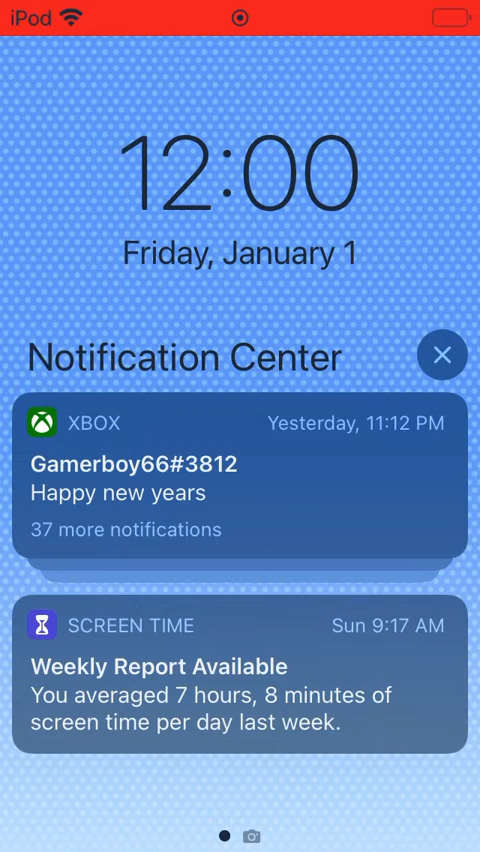 iPod
12:00
Friday, January 1
Notification Center
XBOX Yesterday, 11:12 PM
Gamerboy66#3812
Happy new years
37 more notifications
SCREEN TIME Sun 9:17 AM
Weekly Report Available
You averaged 7 hours, 8 minutes of
screen time per day last week.